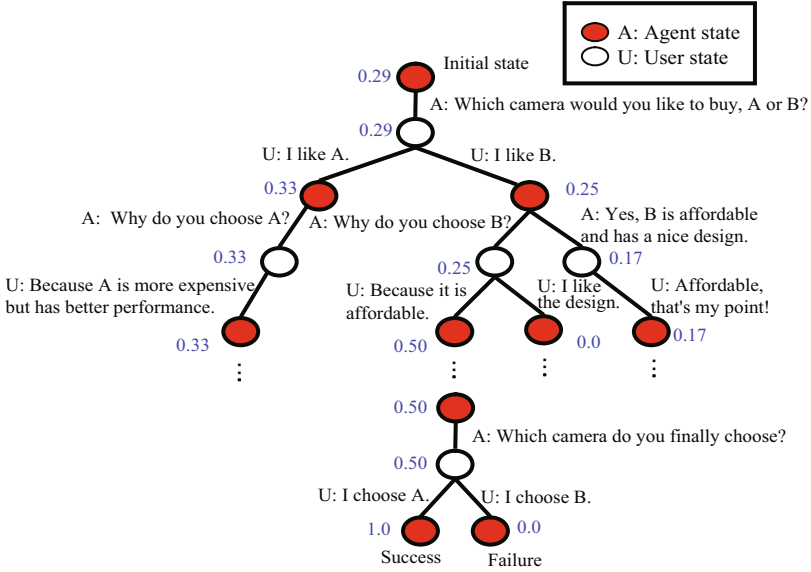 A: Agent state
U: User state
Initial state
0.29
A: Which camera would you like to buy, A or B?
0.29
U: I like A.
U: I like B.
0.33
0.25
A: Why do you choose A?
A: Why do you choose B?
A: Yes, B is affordable
and has a nice design.
0.33
0.25
0.17
U: Because A is more expensive
but has better performance.
U: Because it is
affordable.
U: I like
the design.
U: Affordable,
that's my point!
0.33
0.50
0.0
0.17
...
...
...
...
0.50
A: Which camera do you finally choose?
0.50
U: I choose A.
U: I choose B.
1.0
0.0
Success
Failure